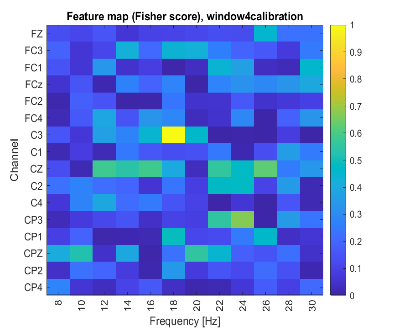 Feature map (Fisher score), window4calibration
Channel
FZ
FC3
FC1
FCz
FC2
FC4
C3
C1
CZ
C2
C4
CP3
CP1
CPZ
CP2
CP4
8 10 12 14 16 18 20 22 24 26 28 30
Frequency [Hz]
1
0.9
0.8
0.7
0.6
0.5
0.4
0.3
0.2
0.1
0